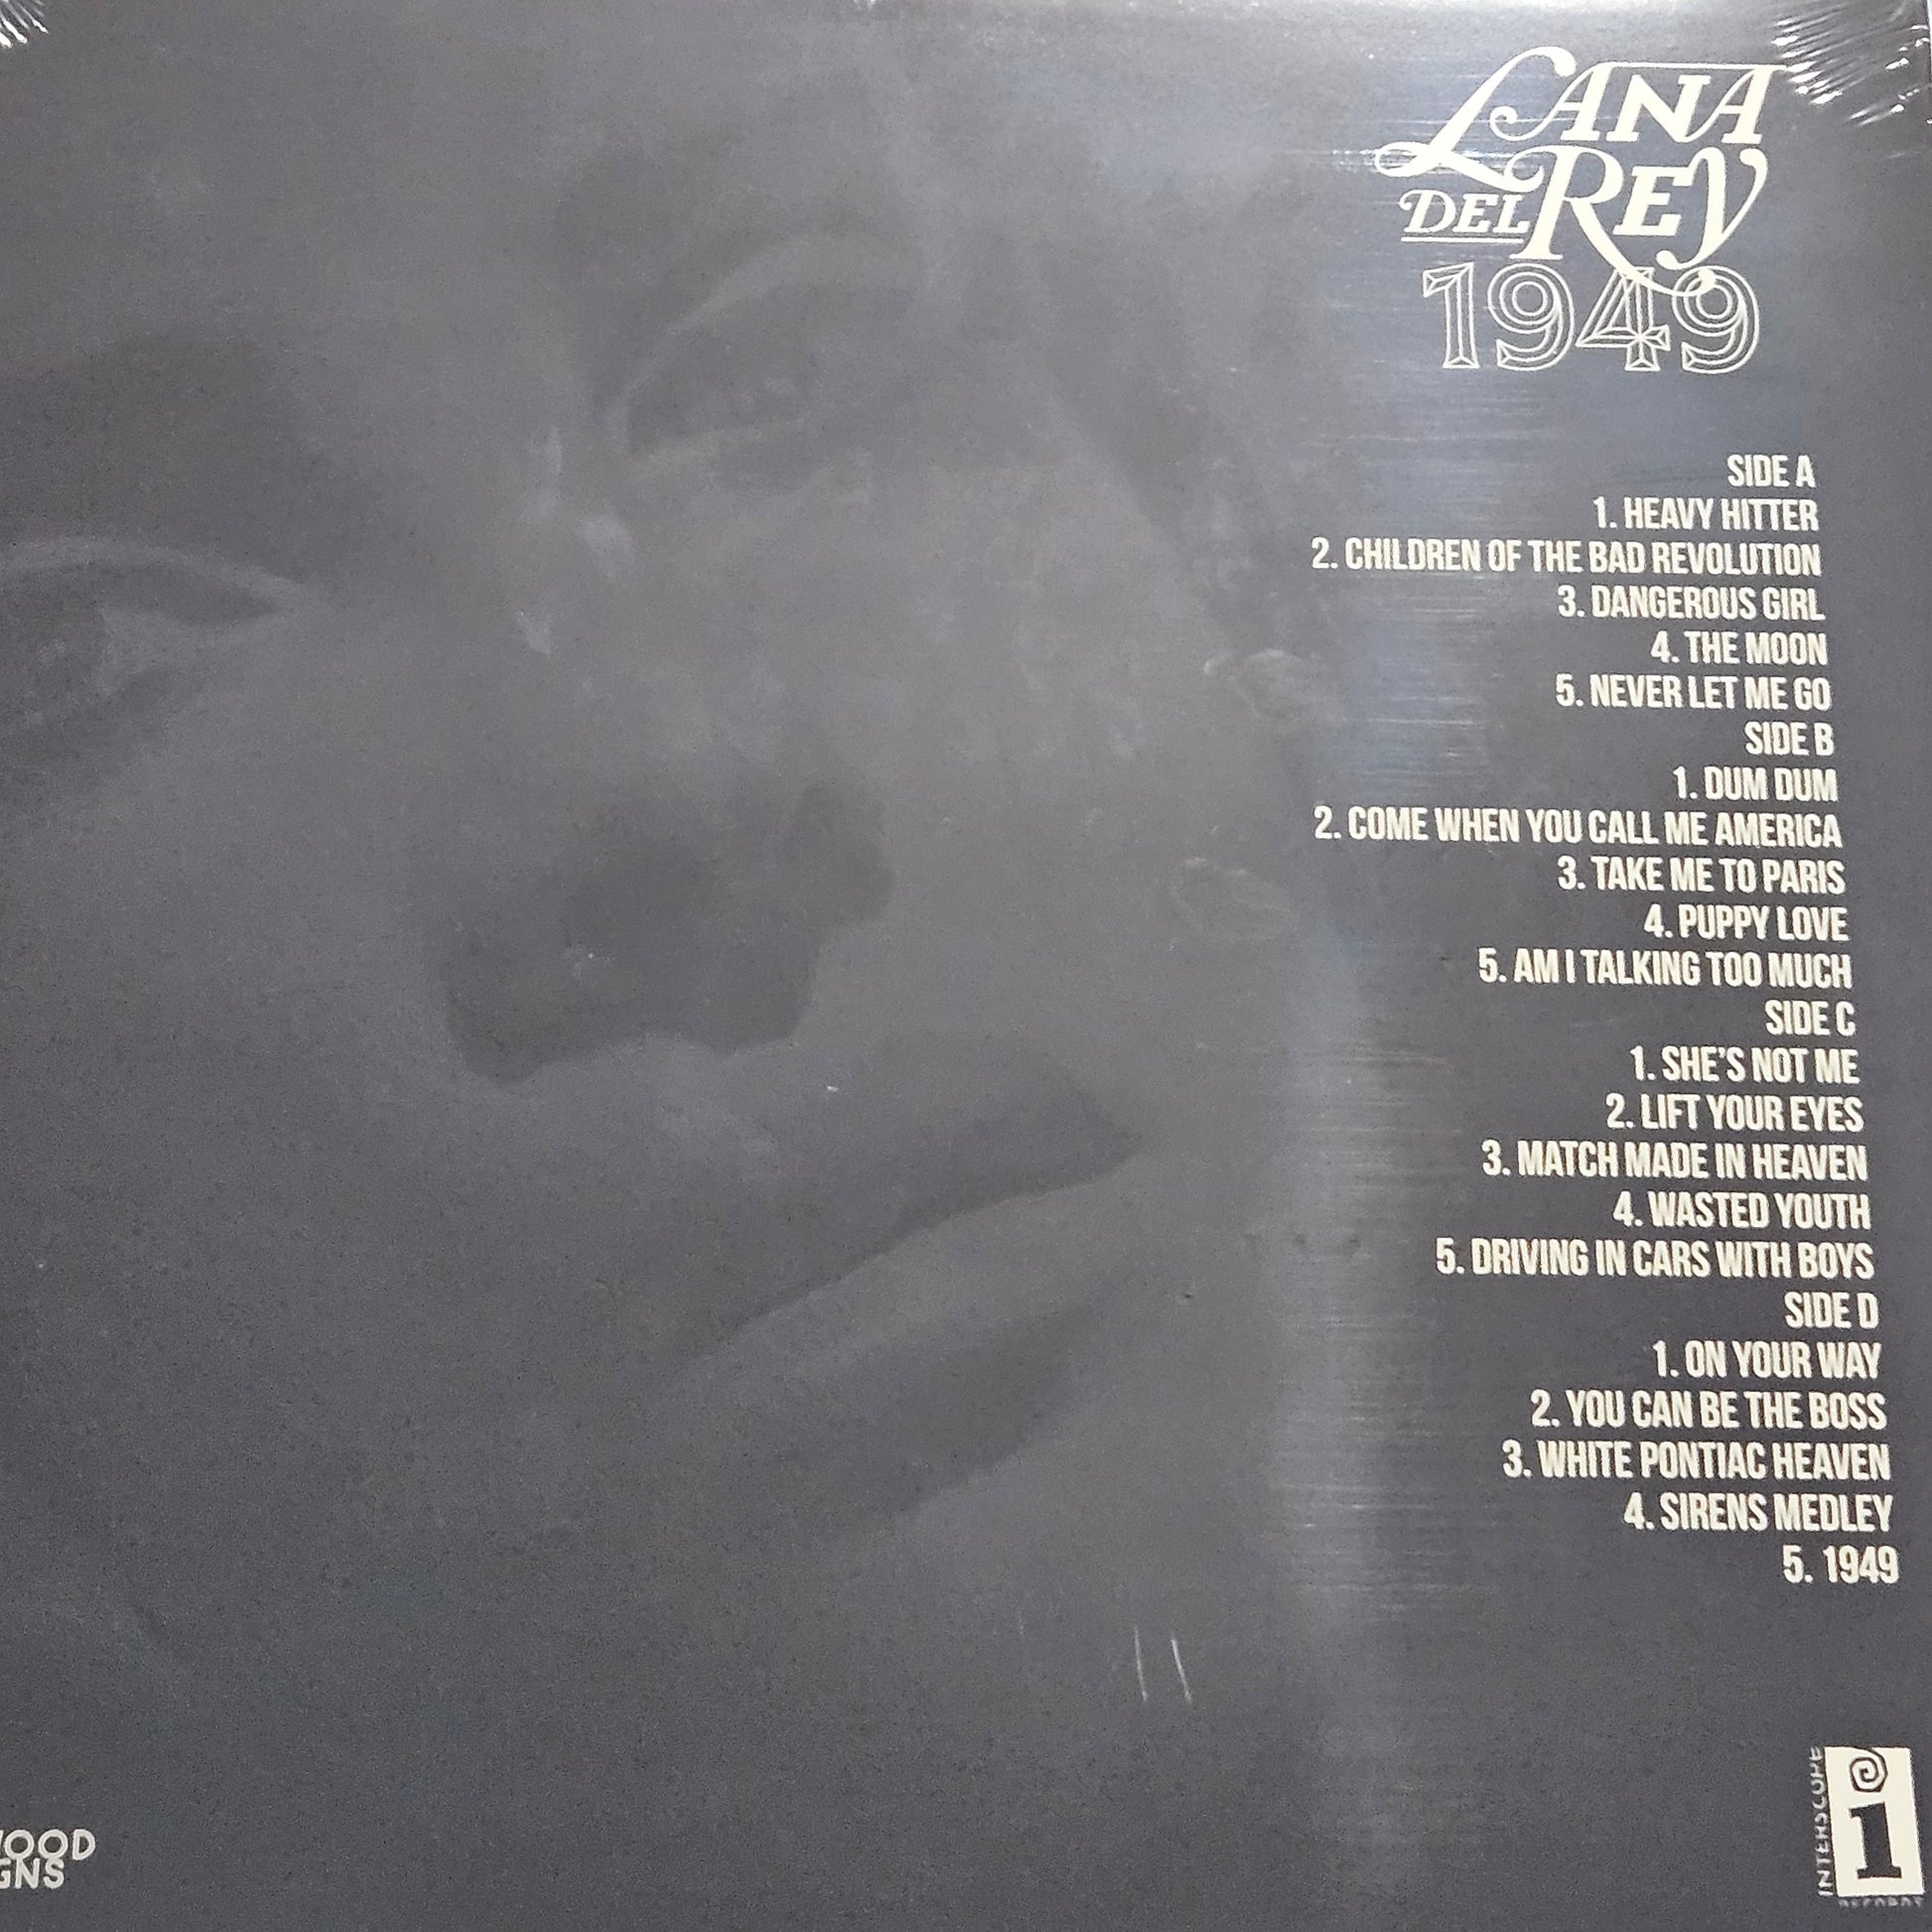 LANA
DEL REY
1949
SIDE A
1. HEAVY HITTER
2. CHILDREN OF THE BAD REVOLUTION
3. DANGEROUS GIRL
4. THE MOON
5. NEVER LET ME GO
SIDE B
1. DUM DUM
2. COME WHEN YOU CALL ME AMERICA
3. TAKE ME TO PARIS
4. PUPPY LOVE
5. AM I TALKING TOO MUCH
SIDE C
1. SHE'S NOT ME
2. LIFT YOUR EYES
3. MATCH MADE IN HEAVEN
4. WASTED YOUTH
5. DRIVING IN CARS WITH BOYS
SIDE D
1. ON YOUR WAY
2. YOU CAN BE THE BOSS
3. WHITE PONTIAC HEAVEN
4. SIRENS MEDLEY
5. 1949
OOD
GNS
INTERSCOPE
i